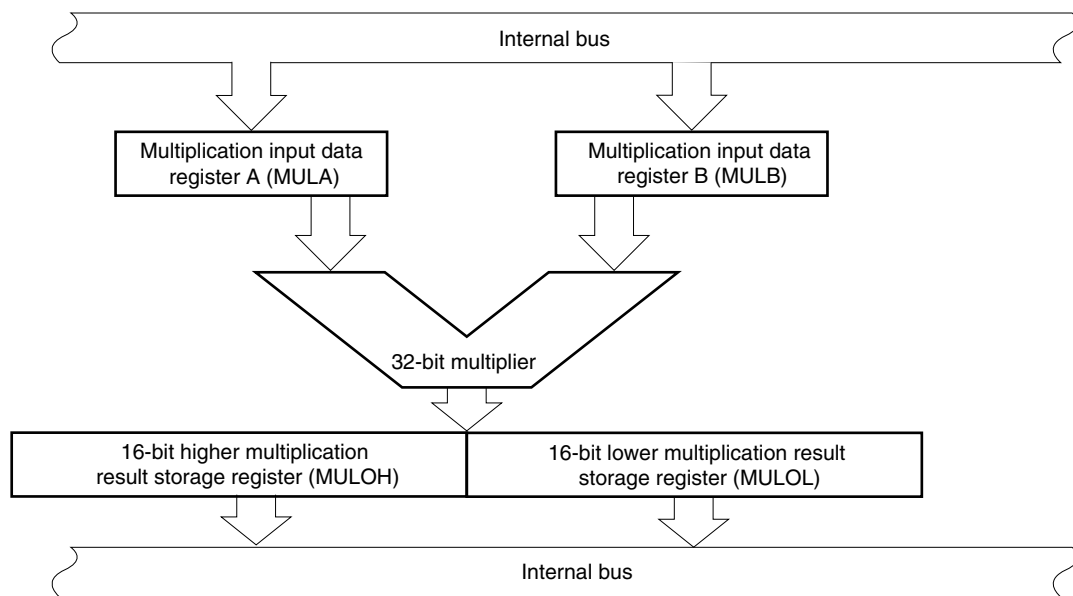 Internal bus
Multiplication input data
register A (MULA)
Multiplication input data
register B (MULB)
32-bit multiplier
16-bit higher multiplication
result storage register (MULOH)
16-bit lower multiplication result
storage register (MULOL)
Internal bus